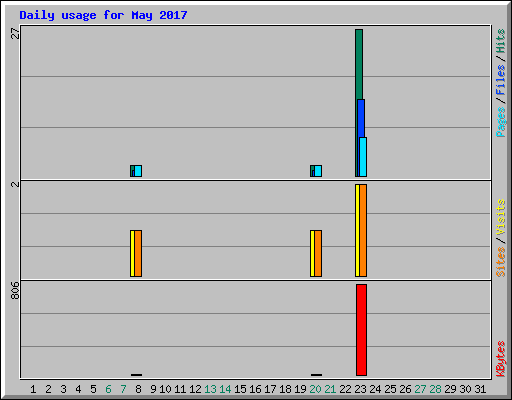 Daily usage for May 2017
27
Pages/Files/Hits
2
Sites/Visits
806
KBytes
1 2 3 4 5 6 7 8 9 10 11 12 13 14 15 16 17 18 19 20 21 22 23 24 25 26 27 28 29 30 31